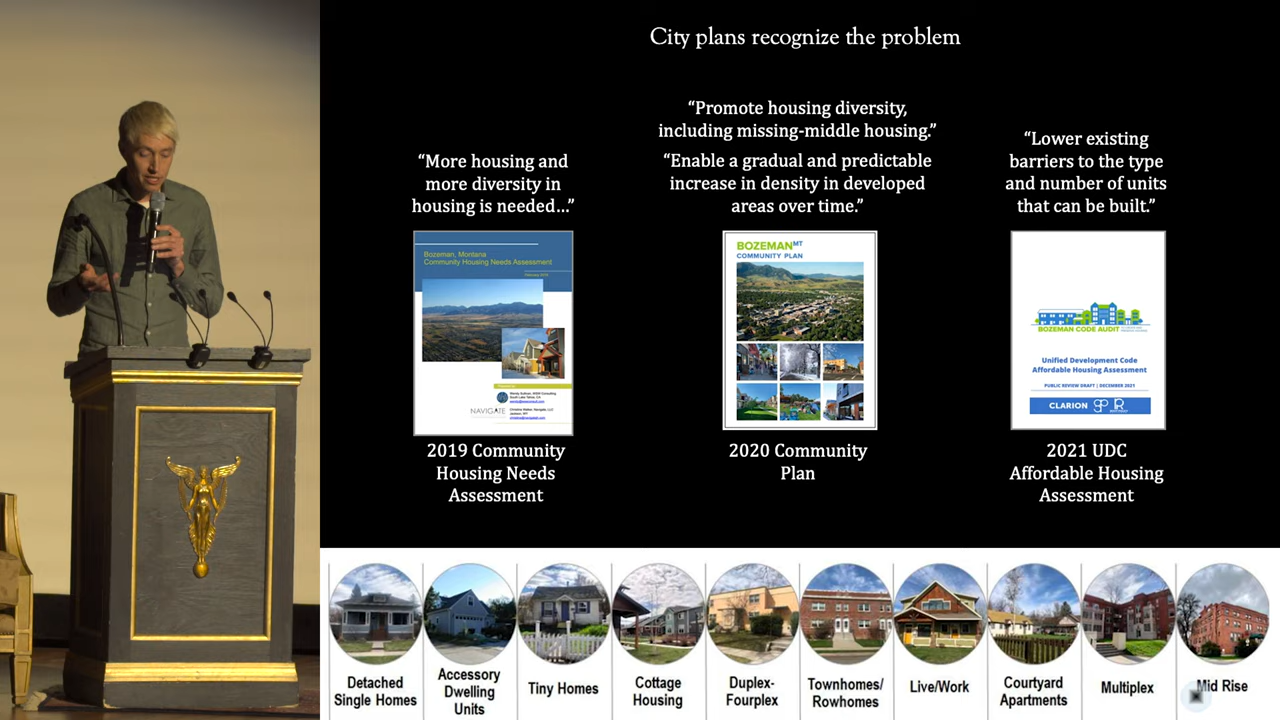 City plans recognize the problem
“More housing and
more diversity in
housing is needed...”
“Promote housing diversity,
including missing-middle housing.”
“Enable a gradual and predictable
increase in density in developed
areas over time.”
“Lower existing
barriers to the type
and number of units
that can be built.”
Bozeman, Montana
Community Housing Needs Assessment
NAVIGATE
BOZEMAN MT
COMMUNITY PLAN
BOZEMAN CODE AUDIT
Unified Development Code
Affordable Housing Assessment
PUBLIC REVIEW DRAFT | DECEMBER 2021
CLARION
2019 Community
Housing Needs
Assessment
2020 Community
Plan
2021 UDC
Affordable Housing
Assessment
Detached
Single Homes
Accessory
Dwelling
Units
Tiny Homes
Cottage
Housing
Duplex-
Fourplex
Townhomes/
Rowhomes
Live/Work
Courtyard
Apartments
Multiplex
Mid Rise